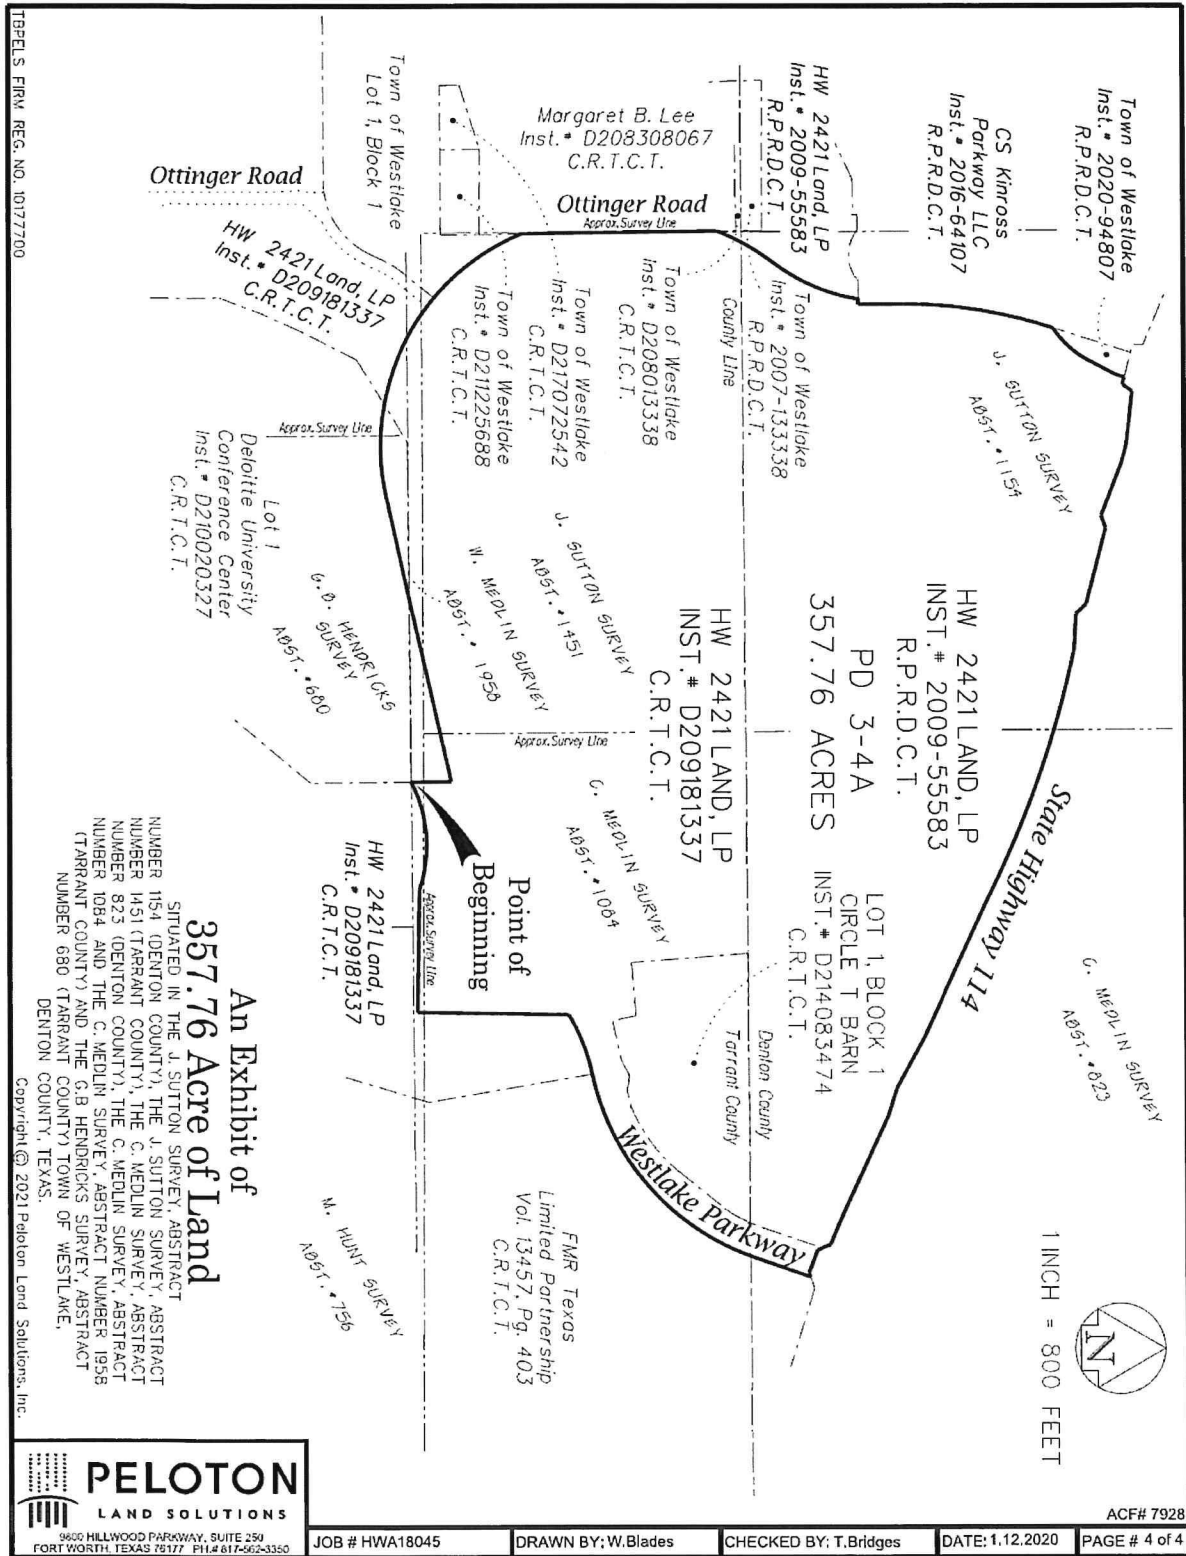 Town of Westlake
Inst.# 2020-94807
R.P.R.D.C.T.
CS Kinross
Parkway LLC
Inst.# 2016-64107
R.P.R.D.C.T.
HW 2421 Land, LP
Inst.# 2009-55583
R.P.R.D.C.T.
Margaret B. Lee
Inst.# D208308067
C.R.T.C.T.
Town of Westlake
Lot 1, Block 1
Ottinger Road
Ottinger Road
Approx. Survey Line
HW 2421 Land, LP
Inst.# D209181337
C.R.T.C.T.
Town of Westlake
Inst.# 2007-133338
R.P.R.D.C.T.
County Line
Town of Westlake
Inst.# D208013338
C.R.T.C.T.
Town of Westlake
Inst.# D217072542
C.R.T.C.T.
Town of Westlake
Inst.# D211225688
C.R.T.C.T.
J. SUTTON SURVEY
ABST. #1154
Approx. Survey Line
Lot 1
Deloitte University
Conference Center
Inst.# D210020327
C.R.T.C.T.
J. SUTTON SURVEY
ABST. #1451
W. MEDLIN SURVEY
ABST. # 1958
G.B. HENDRICKS
SURVEY
ABST. #680
HW 2421 LAND, LP
INST.# 2009-55583
R.P.R.D.C.T.
PD 3-4A
357.76 ACRES
HW 2421 LAND, LP
INST.# D209181337
C.R.T.C.T.
Approx. Survey Line
State Highway 114
C. MEDLIN SURVEY
ABST. #1084
C. MEDLIN SURVEY
ABST. #823
LOT 1, BLOCK 1
CIRCLE T BARN
INST.# D214083474
C.R.T.C.T.
Point of
Beginning
HW 2421 Land, LP
Inst.# D209181337
C.R.T.C.T.
Approx. Survey Line
Denton County
Tarrant County
Westlake Parkway
FMR Texas
Limited Partnership
Vol. 13457, Pg. 403
C.R.T.C.T.
M. HUNT SURVEY
ABST. #756
1 INCH = 800 FEET
N
An Exhibit of
357.76 Acre of Land
SITUATED IN THE J. SUTTON SURVEY, ABSTRACT
NUMBER 1154 (DENTON COUNTY), THE J. SUTTON SURVEY, ABSTRACT
NUMBER 1451 (TARRANT COUNTY), THE C. MEDLIN SURVEY, ABSTRACT
NUMBER 823 (DENTON COUNTY), THE C. MEDLIN SURVEY, ABSTRACT
NUMBER 1084 AND THE C. MEDLIN SURVEY, ABSTRACT NUMBER 1958
(TARRANT COUNTY) AND THE G.B HENDRICKS SURVEY, ABSTRACT
NUMBER 680 (TARRANT COUNTY) TOWN OF WESTLAKE,
DENTON COUNTY, TEXAS.
Copyright © 2021 Peloton Land Solutions, Inc.
TBPELS FIRM REG. NO. 10177700
PELOTON
LAND SOLUTIONS
9800 HILLWOOD PARKWAY, SUITE 250
FORT WORTH, TEXAS 76177 PH.# 817-562-3350
ACF# 7928
JOB # HWA18045
DRAWN BY: W.Blades
CHECKED BY: T.Bridges
DATE: 1.12.2020
PAGE # 4 of 4